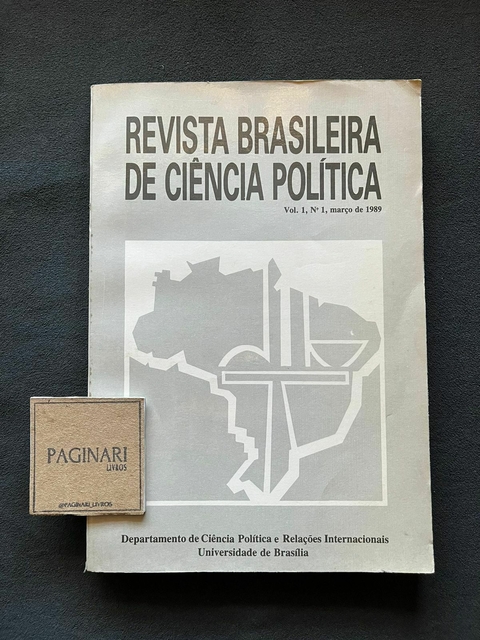 REVISTA BRASILEIRA
DE CIÊNCIA POLÍTICA
Vol. 1, Nº 1, março de 1989
PAGINARI
LIVROS
@PAGINARI_LIVROS
Departamento de Ciência Política e Relações Internacionais
Universidade de Brasília